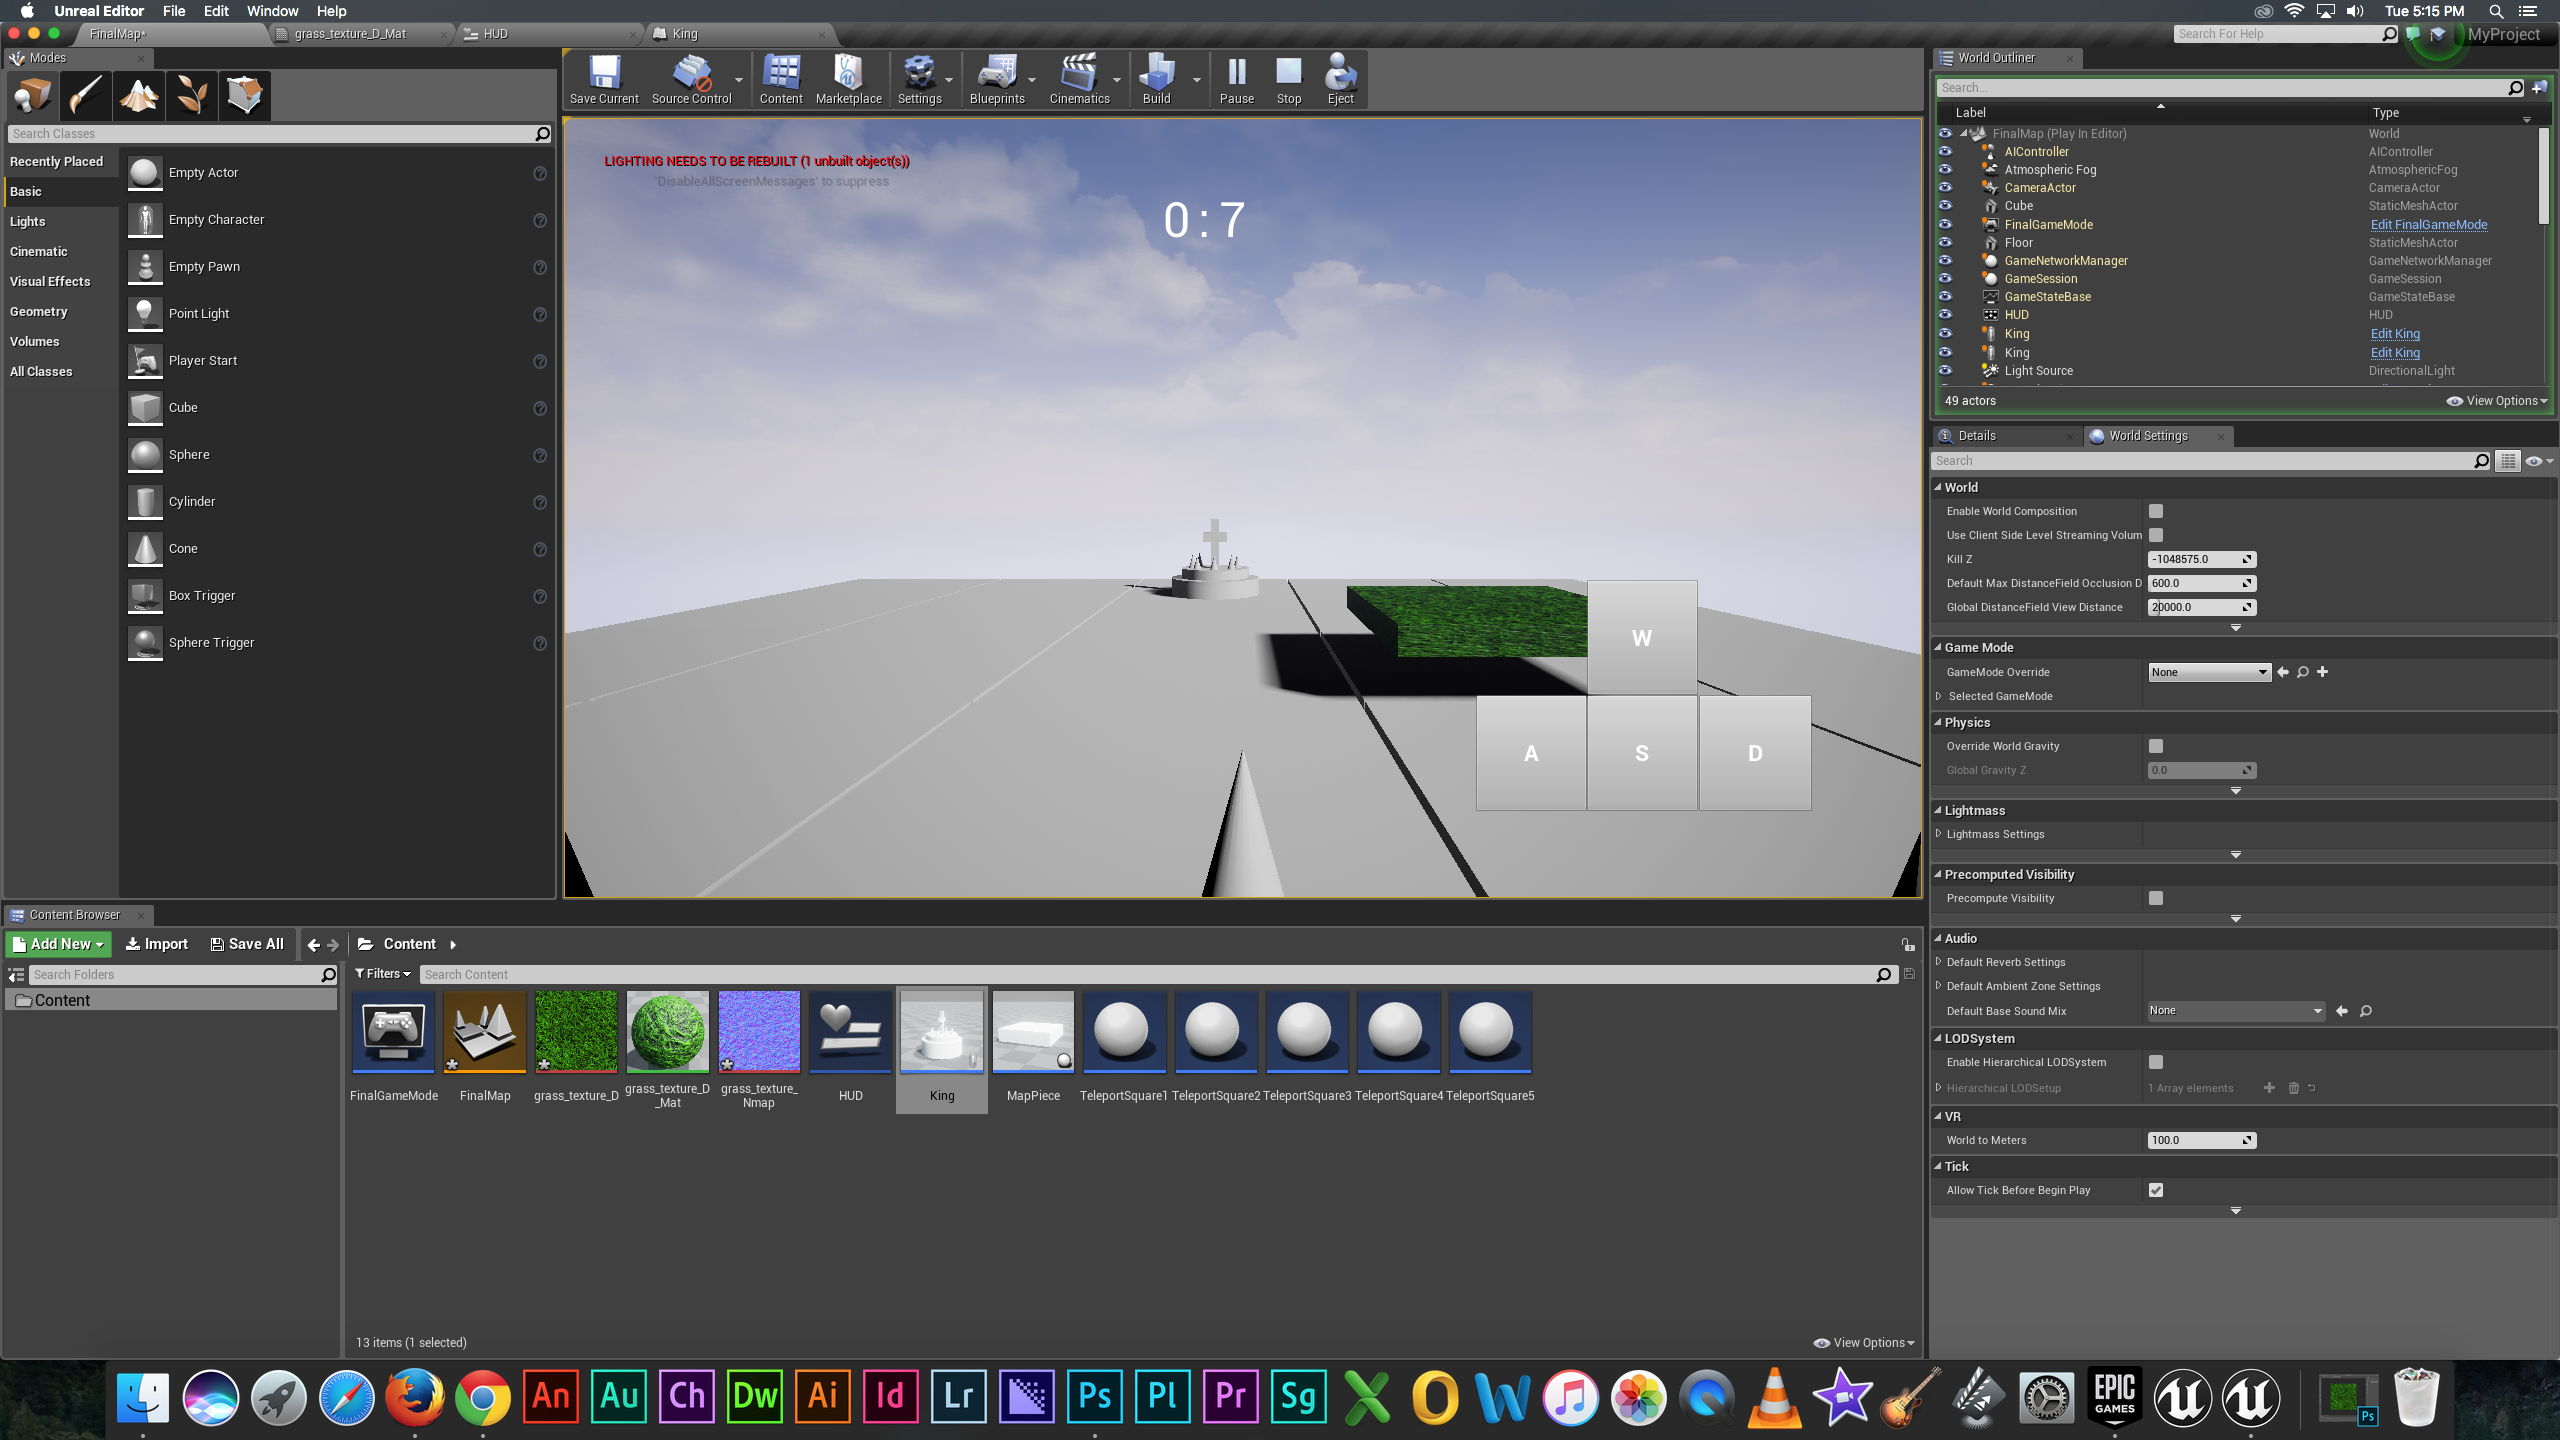 Unreal Editor File Edit Window Help
Tue 5:15 PM
FinalMap*
grass_texture_D_Mat
HUD
King
Search For Help
MyProject
Modes
Search Classes
Recently Placed
Basic
Lights
Cinematic
Visual Effects
Geometry
Volumes
All Classes
Empty Actor
Empty Character
Empty Pawn
Point Light
Player Start
Cube
Sphere
Cylinder
Cone
Box Trigger
Sphere Trigger
Save Current
Source Control
Content
Marketplace
Settings
Blueprints
Cinematics
Build
Pause
Stop
Eject
LIGHTING NEEDS TO BE REBUILT (1 unbuilt object(s))
'DisableAllScreenMessages' to suppress
0:7
W
A
S
D
World Outliner
Search...
Label Type
FinalMap (Play In Editor) World
AIController AIController
Atmospheric Fog AtmosphericFog
CameraActor CameraActor
Cube StaticMeshActor
FinalGameMode Edit FinalGameMode
Floor StaticMeshActor
GameNetworkManager GameNetworkManager
GameSession GameSession
GameStateBase GameStateBase
HUD HUD
King Edit King
King Edit King
Light Source DirectionalLight
49 actors
View Options
Details
World Settings
Search
World
Enable World Composition
Use Client Side Level Streaming Volum
Kill Z -1048575.0
Default Max DistanceField Occlusion D 600.0
Global DistanceField View Distance 20000.0
Game Mode
GameMode Override None
Selected GameMode
Physics
Override World Gravity
Global Gravity Z 0.0
Lightmass
Lightmass Settings
Precomputed Visibility
Precompute Visibility
Audio
Default Reverb Settings
Default Ambient Zone Settings
Default Base Sound Mix None
LODSystem
Enable Hierarchical LODSystem
Hierarchical LODSetup 1 Array elements
VR
World to Meters 100.0
Tick
Allow Tick Before Begin Play
Content Browser
Add New Import Save All Content
Search Folders
Content
Filters
Search Content
FinalGameMode
FinalMap
grass_texture_D
grass_texture_D
_Mat
grass_texture_
Nmap
HUD
King
MapPiece
TeleportSquare1
TeleportSquare2
TeleportSquare3
TeleportSquare4
TeleportSquare5
13 items (1 selected)
View Options
An
Au
Ch
Dw
Ai
Id
Lr
Ps
Pl
Pr
Sg
EPIC
GAMES
Ps